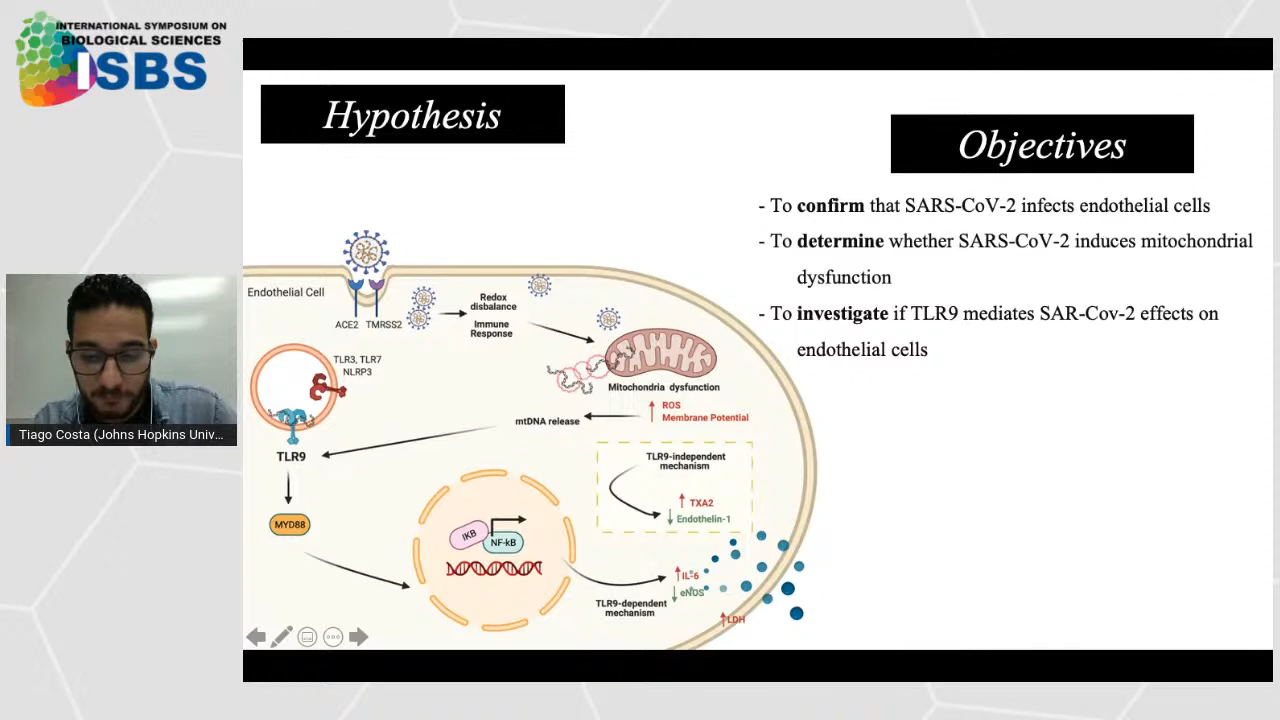 INTERNATIONAL SYMPOSIUM ON
BIOLOGICAL SCIENCES
ISBS
Hypothesis
Objectives
- To confirm that SARS-CoV-2 infects endothelial cells
- To determine whether SARS-CoV-2 induces mitochondrial
dysfunction
- To investigate if TLR9 mediates SAR-Cov-2 effects on
endothelial cells
Endothelial Cell
ACE2 TMRSS2
Redox
disbalance
Immune
Response
TLR3, TLR7
NLRP3
Mitochondria dysfunction
ROS
Membrane Potential
mtDNA release
TLR9
TLR9-independent
mechanism
TXA2
Endothelin-1
MYD88
IKB
NF-kB
IL-6
eNOS
TLR9-dependent
mechanism
LDH
Tiago Costa (Johns Hopkins Univ...